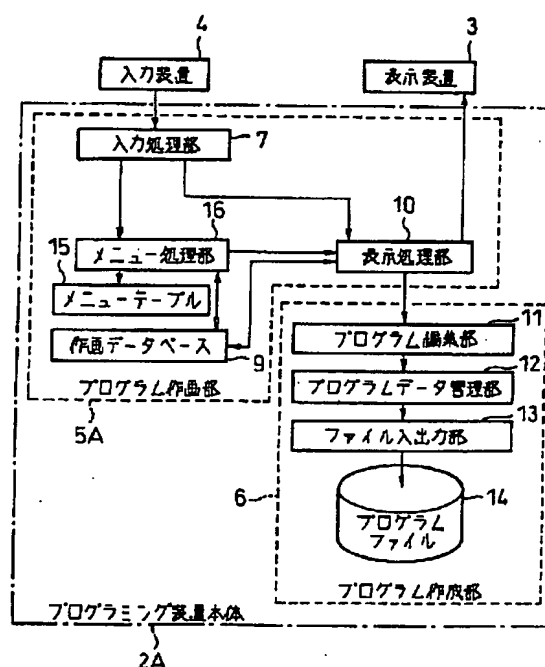 4
3
入力装置
表示装置
入力処理部
7
16
10
メニュー処理部
表示処理部
15
メニューテーブル
作画データベース
9
プログラム作画部
5A
11
プログラム編集部
12
プログラムデータ管理部
13
ファイル入出力部
6
14
プログラム
ファイル
プログラム作成部
プログラミング装置本体
2A